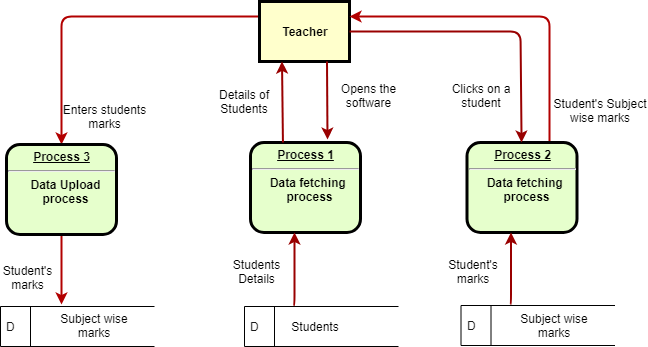 Teacher
Enters students
marks
Details of
Students
Opens the
software
Clicks on a
student
Student's Subject
wise marks
Process 3
Data Upload
process
Process 1
Data fetching
process
Process 2
Data fetching
process
Student's
marks
Students
Details
Student's
marks
D
Subject wise
marks
D
Students
D
Subject wise
marks